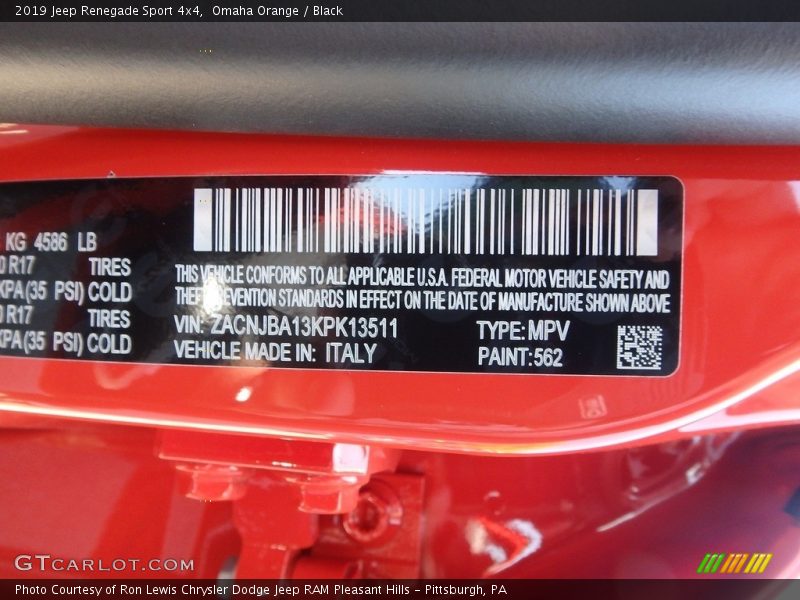 2019 Jeep Renegade Sport 4x4, Omaha Orange / Black
KG 4586 LB
0 R17 TIRES
KPA(35 PSI) COLD
0 R17 TIRES
KPA(35 PSI) COLD
THIS VEHICLE CONFORMS TO ALL APPLICABLE U.S.A. FEDERAL MOTOR VEHICLE SAFETY AND
THEFT PREVENTION STANDARDS IN EFFECT ON THE DATE OF MANUFACTURE SHOWN ABOVE
VIN: ZACNJBA13KPK13511 TYPE: MPV
VEHICLE MADE IN: ITALY PAINT: 562
GTCARLOT.COM
Photo Courtesy of Ron Lewis Chrysler Dodge Jeep RAM Pleasant Hills - Pittsburgh, PA